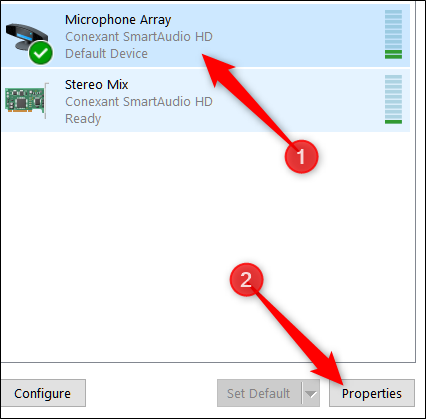 Microphone Array
Conexant SmartAudio HD
Default Device
1
Stereo Mix
Conexant SmartAudio HD
Ready
2
Configure
Set Default
Properties